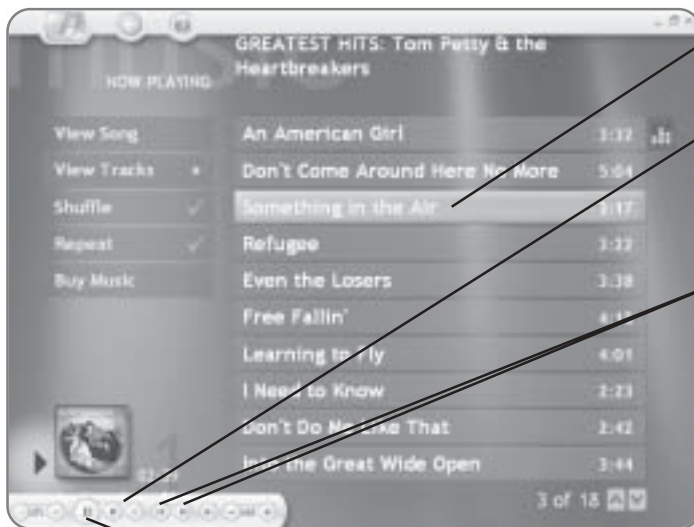 GREATEST HITS: Tom Petty & the
Heartbreakers
NOW PLAYING
View Song
View Tracks
Shuffle
Repeat
Buy Music
An American Girl 3:32
Don't Come Around Here No More 5:04
Something in the Air 3:17
Refugee 3:22
Even the Losers 3:38
Free Fallin'
Learning to Fly 4:01
I Need to Know 2:23
Don't Do Me Like That 2:42
Into the Great Wide Open 3:44
3 of 18